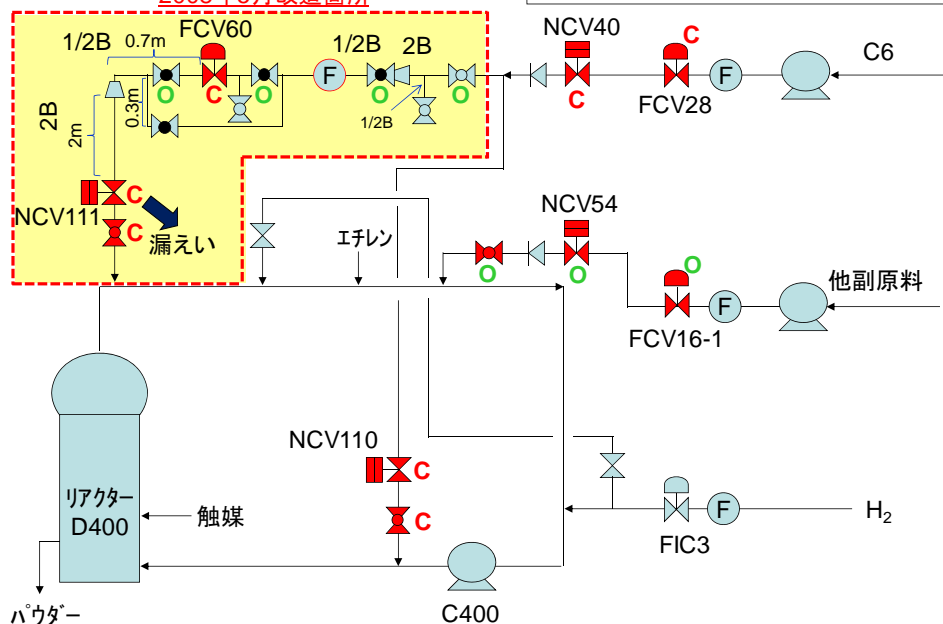 FCV60
1/2B
0.7m
1/2B
2B
NCV40
C
C6
O
C
O
F
O
1/2B
C
FCV28
F
0.3m
2B
2m
NCV111
C
C
漏えい
NCV54
エチレン
O
O
O
FCV16-1
F
他副原料
NCV110
C
C
リアクター
D400
触媒
FIC3
F
H2
C400
パウダー